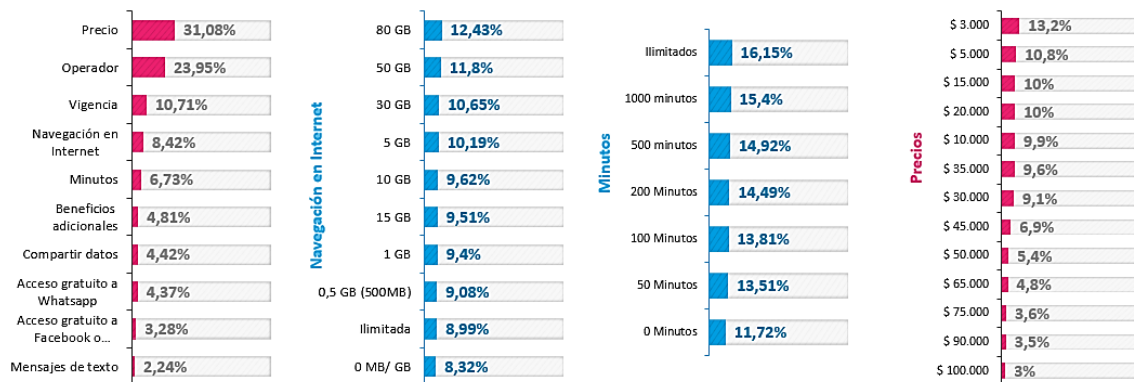 Precio 31,08%
Operador 23,95%
Vigencia 10,71%
Navegación en
Internet 8,42%
Minutos 6,73%
Beneficios
adicionales 4,81%
Compartir datos 4,42%
Acceso gratuito a
Whatsapp 4,37%
Acceso gratuito a
Facebook o... 3,28%
Mensajes de texto 2,24%
Navegación en Internet
80 GB 12,43%
50 GB 11,8%
30 GB 10,65%
5 GB 10,19%
10 GB 9,62%
15 GB 9,51%
1 GB 9,4%
0,5 GB (500MB) 9,08%
Ilimitada 8,99%
0 MB/ GB 8,32%
Minutos
Ilimitados 16,15%
1000 minutos 15,4%
500 minutos 14,92%
200 Minutos 14,49%
100 Minutos 13,81%
50 Minutos 13,51%
0 Minutos 11,72%
Precios
$ 3.000 13,2%
$ 5.000 10,8%
$ 15.000 10%
$ 20.000 10%
$ 10.000 9,9%
$ 35.000 9,6%
$ 30.000 9,1%
$ 45.000 6,9%
$ 50.000 5,4%
$ 65.000 4,8%
$ 75.000 3,6%
$ 90.000 3,5%
$ 100.000 3%